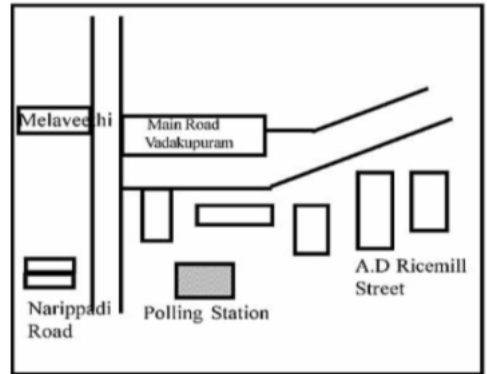 Melaveethi
Main Road
Vadakupuram
A.D Ricemill
Street
Narippadi
Road
Polling Station